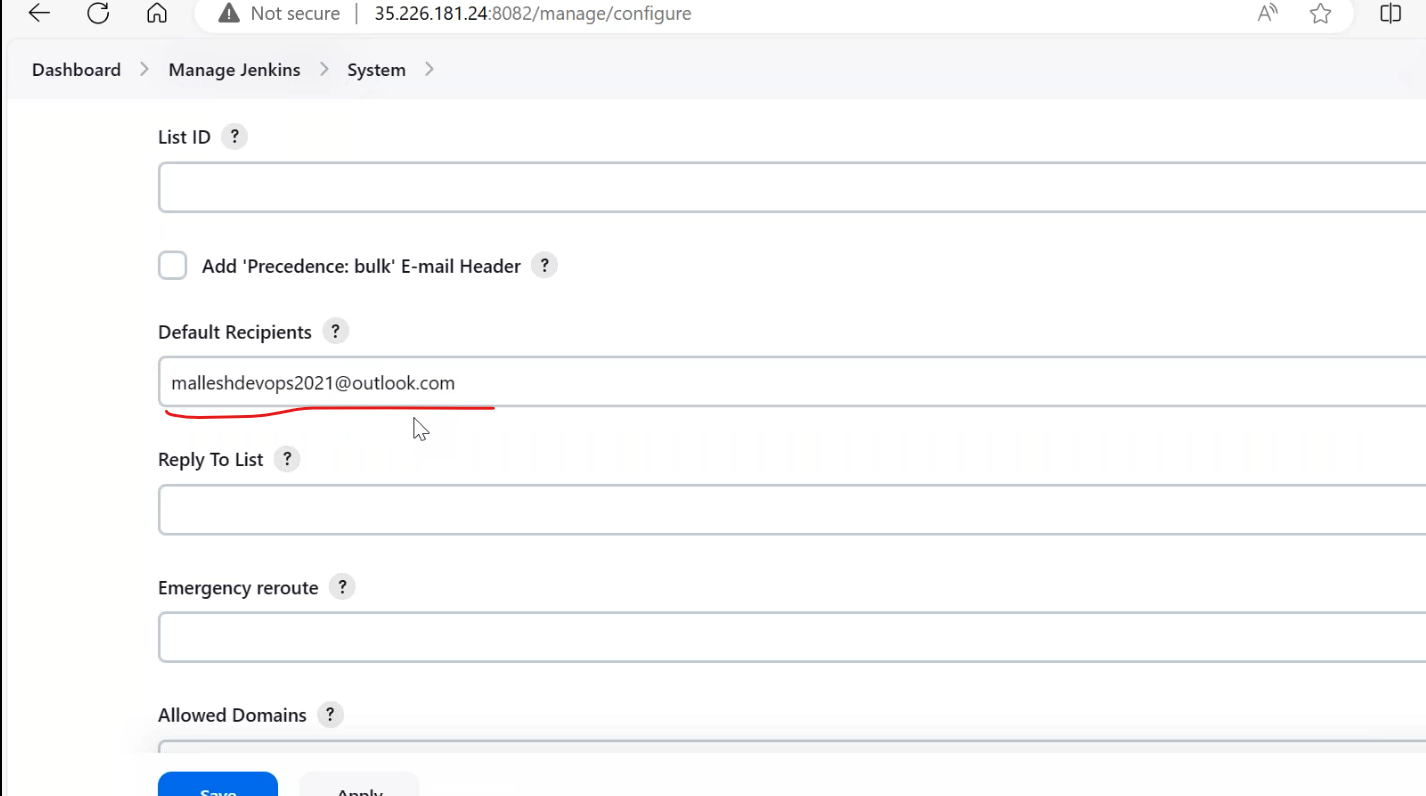 Not secure | 35.226.181.24:8082/manage/configure
Dashboard > Manage Jenkins > System >
List ID ?
Add 'Precedence: bulk' E-mail Header ?
Default Recipients ?
malleshdevops2021@outlook.com
Reply To List ?
Emergency reroute ?
Allowed Domains ?
Save Apply